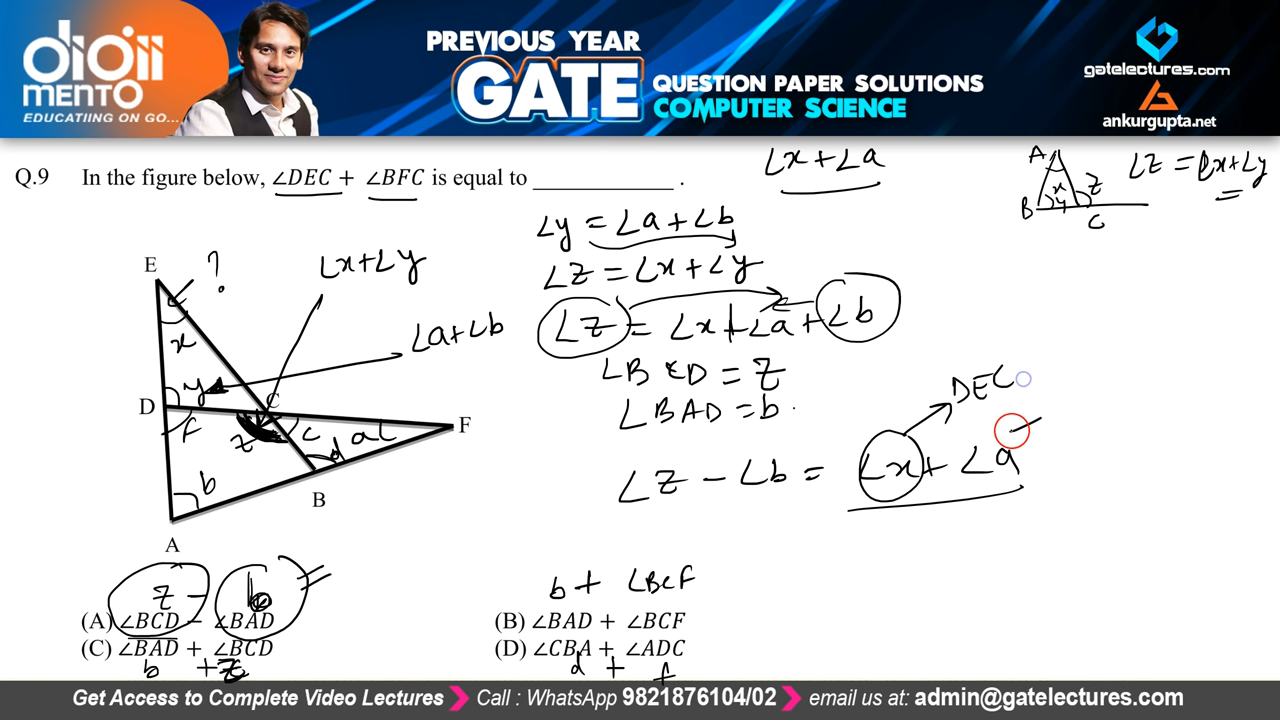 digii
MENTO
EDUCATIING ON GO...
PREVIOUS YEAR
GATE
QUESTION PAPER SOLUTIONS
COMPUTER SCIENCE
gatelectures.com
ankurgupta.net
Q.9 In the figure below, ∠DEC + ∠BFC is equal to ____________ .
∠x+∠a
A
x
B y z
C
∠z = ∠x+∠y
∠y = ∠a+∠b
∠z = ∠x+∠y
∠z = ∠x+∠a+∠b
∠BCD = z
∠BAD = b
∠z - ∠b = ∠x + ∠a
DEC
E
?
∠x+∠y
∠a+∠b
x
D y C
f z c a F
b d
B
A
z - b =
b + ∠BCF
(A) ∠BCD − ∠BAD
(B) ∠BAD + ∠BCF
(C) ∠BAD + ∠BCD
(D) ∠CBA + ∠ADC
b + z
d + f
Get Access to Complete Video Lectures Call : WhatsApp 9821876104/02 email us at: admin@gatelectures.com